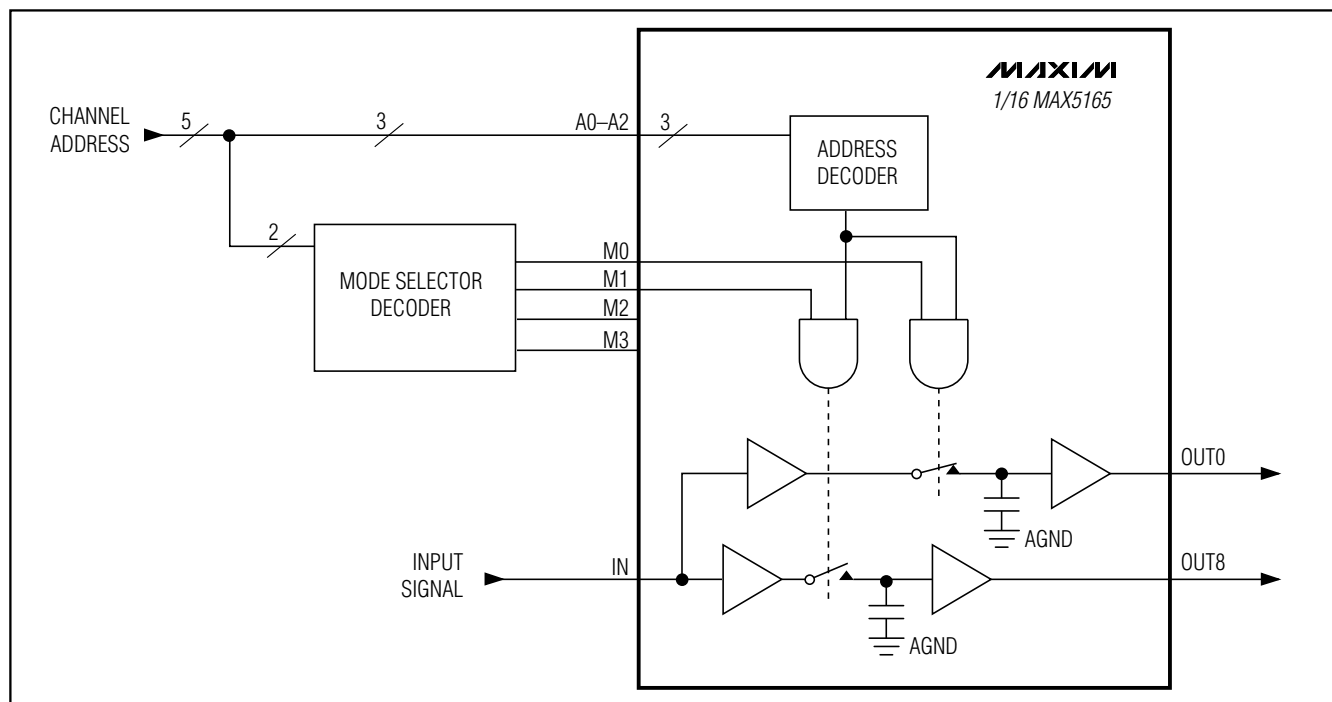 MAXIM
1/16 MAX5165
CHANNEL
ADDRESS
5
3
A0–A2
3
ADDRESS
DECODER
2
MODE SELECTOR
DECODER
M0
M1
M2
M3
OUT0
AGND
INPUT
SIGNAL
IN
OUT8
AGND